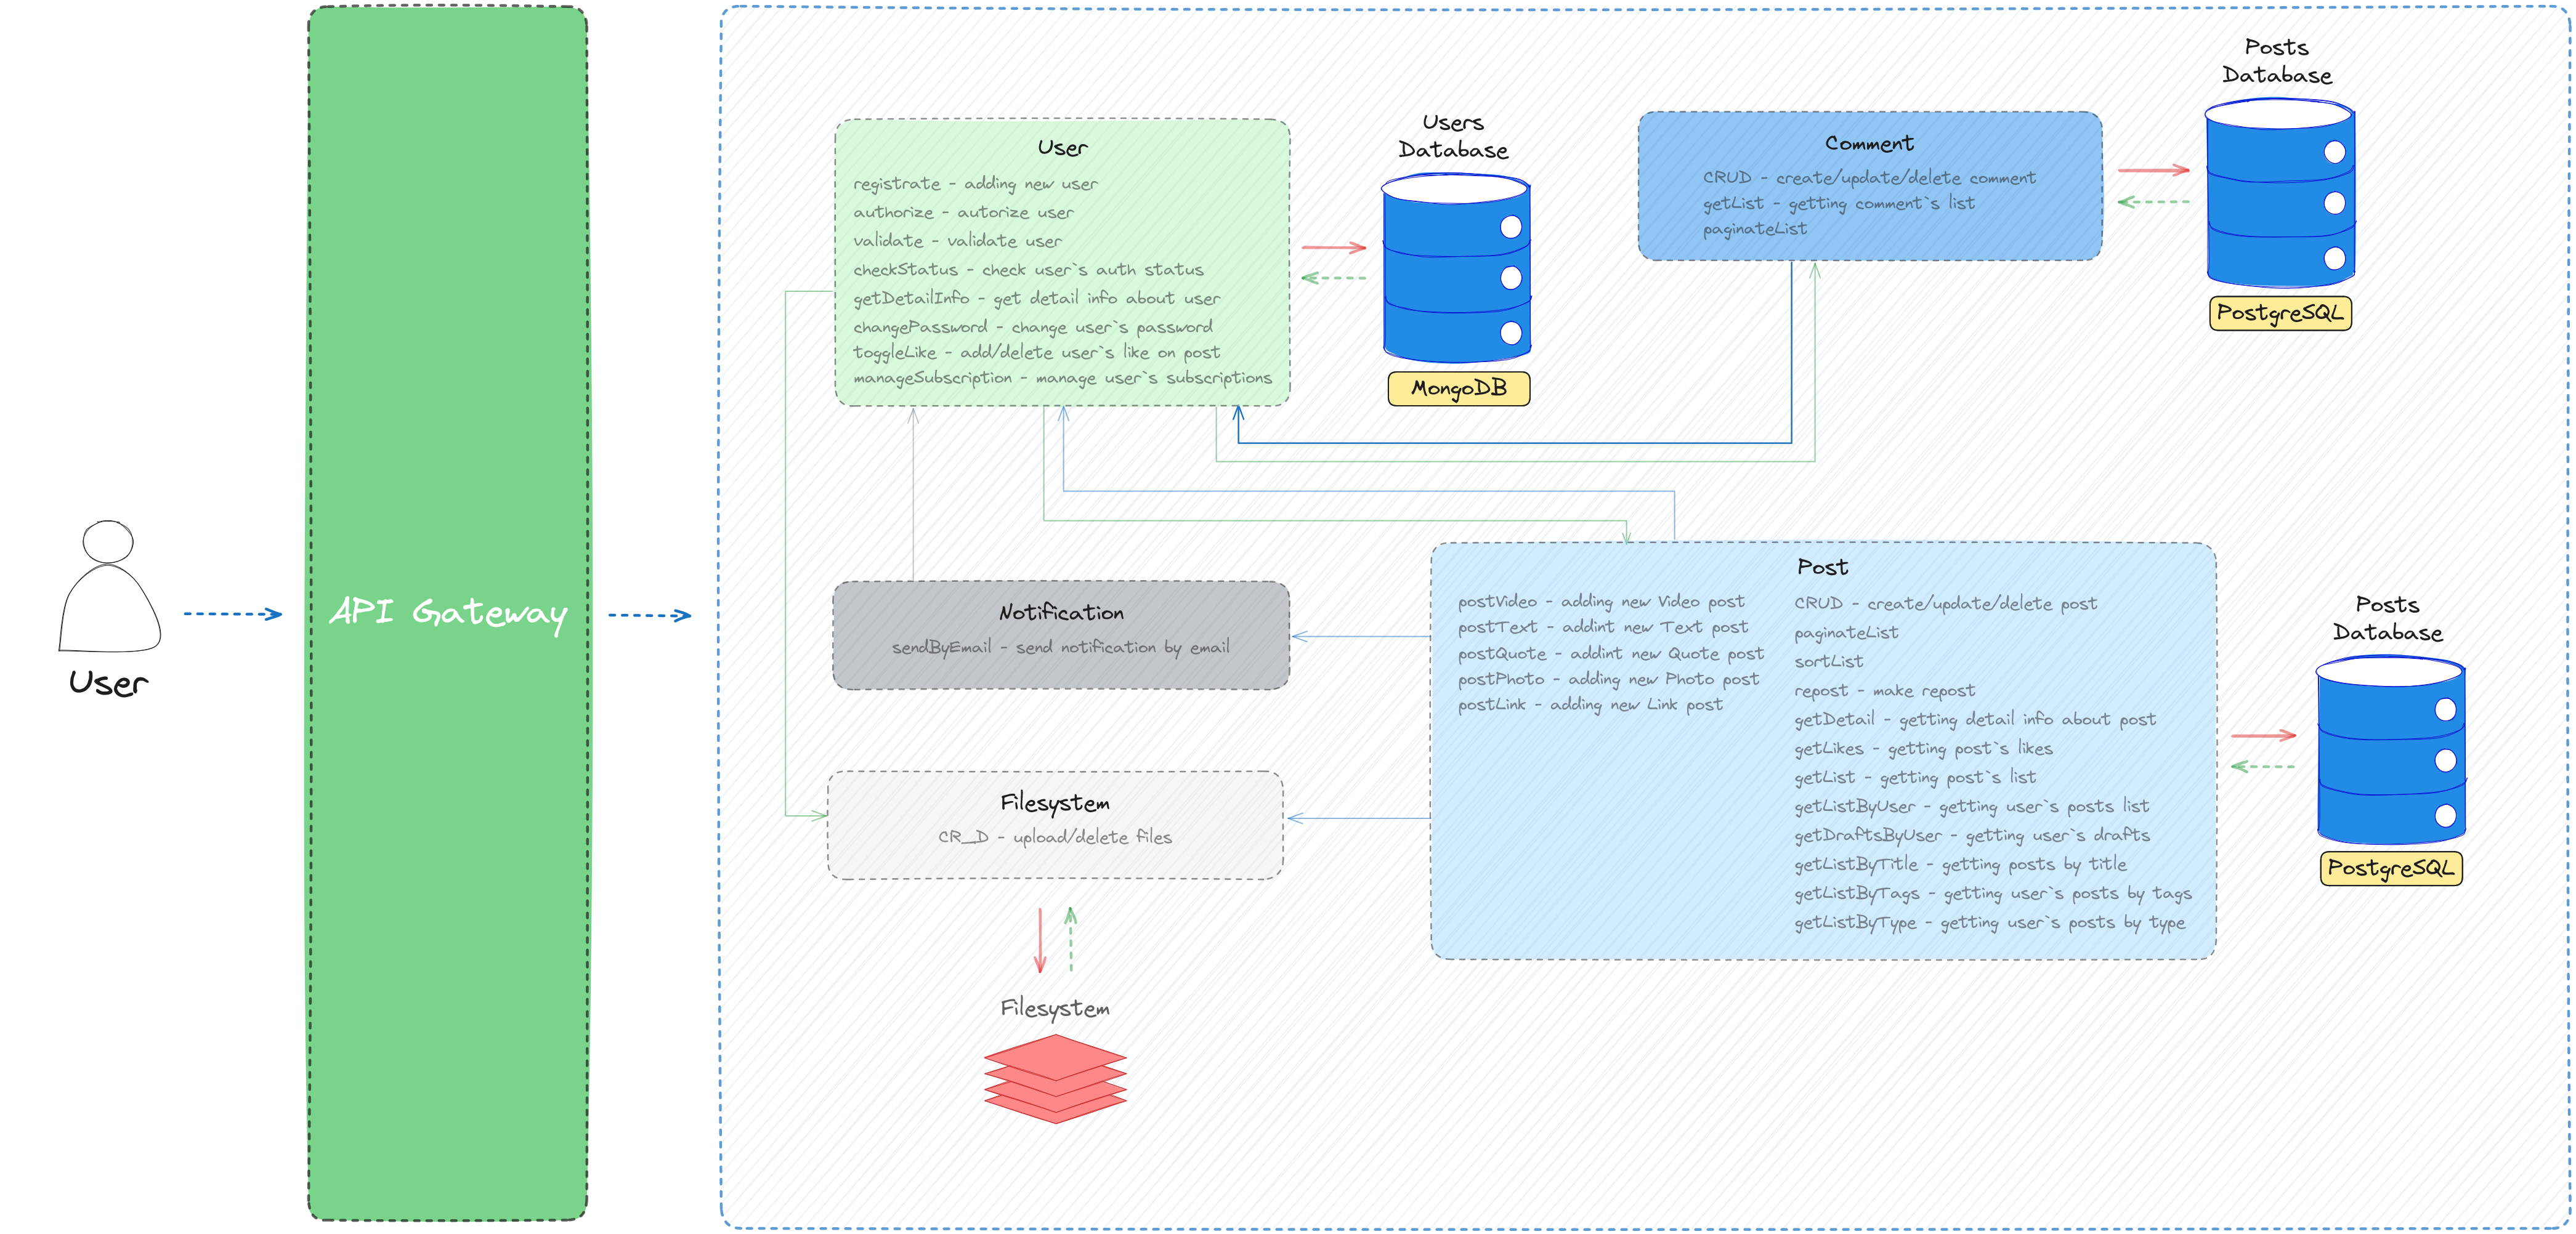 User
API Gateway
User
registrate - adding new user
authorize - autorize user
validate - validate user
checkStatus - check user`s auth status
getDetailInfo - get detail info about user
changePassword - change user`s password
toggleLike - add/delete user`s like on post
manageSubscription - manage user`s subscriptions
Users
Database
MongoDB
Comment
CRUD - create/update/delete comment
getList - getting comment`s list
paginateList
Posts
Database
PostgreSQL
Notification
sendByEmail - send notification by email
Filesystem
CR_D - upload/delete files
Filesystem
Post
postVideo - adding new Video post
postText - addint new Text post
postQuote - addint new Quote post
postPhoto - adding new Photo post
postLink - adding new Link post
CRUD - create/update/delete post
paginateList
sortList
repost - make repost
getDetail - getting detail info about post
getLikes - getting post`s likes
getList - getting post`s list
getListByUser - getting user`s posts list
getDraftsByUser - getting user`s drafts
getListByTitle - getting posts by title
getListByTags - getting user`s posts by tags
getListByType - getting user`s posts by type
Posts
Database
PostgreSQL